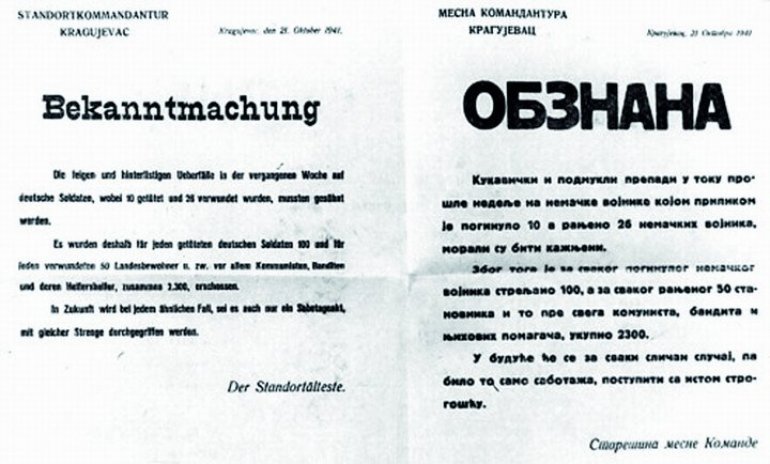 STANDORTKOMMANDANTUR
KRAGUJEVAC
Kragujevac den 21. Oktober 1941.
Bekanntmachung
Die feigen und hinterlistigen Ueberfälle in der vergangenen Woche auf
deutsche Soldaten, wobei 10 getötet und 26 verwundet wurden, mussten gesühnt
werden.
Es wurden deshalb für jeden getöteten deutschen Soldaten 100 und für
jeden verwundeten 50 Landesbewohner u. zw. vor allem Kommunisten, Banditen
und deren Helfershelfer, zusammen 2.300, erschossen.
In Zukunft wird bei jedem ähnlichen Fall, sei es auch nur ein Sabotageakt,
mit gleicher Strenge durchgegriffen werden.
Der Standortälteste.
МЕСНА КОМАНДАНТУРА
КРАГУЈЕВАЦ
Крагујевац, 21 Октобра 1941
ОБЗНАНА
Кукавички и подмукли препади у току про-
шле недеље на немачке војнике којом приликом
је погинуло 10 а рањено 26 немачких војника,
морали су бити кажњени.
Због тога је за сваког погинулог немачког
војника стрељано 100, а за сваког рањеног 50 ста-
новника и то пре свега комуниста, бандита и
њихових помагача, укупно 2300.
У будуће ће се за сваки сличан случај, па
било то само саботажа, поступити са истом стро-
гошћу.
Старешина месне Команде